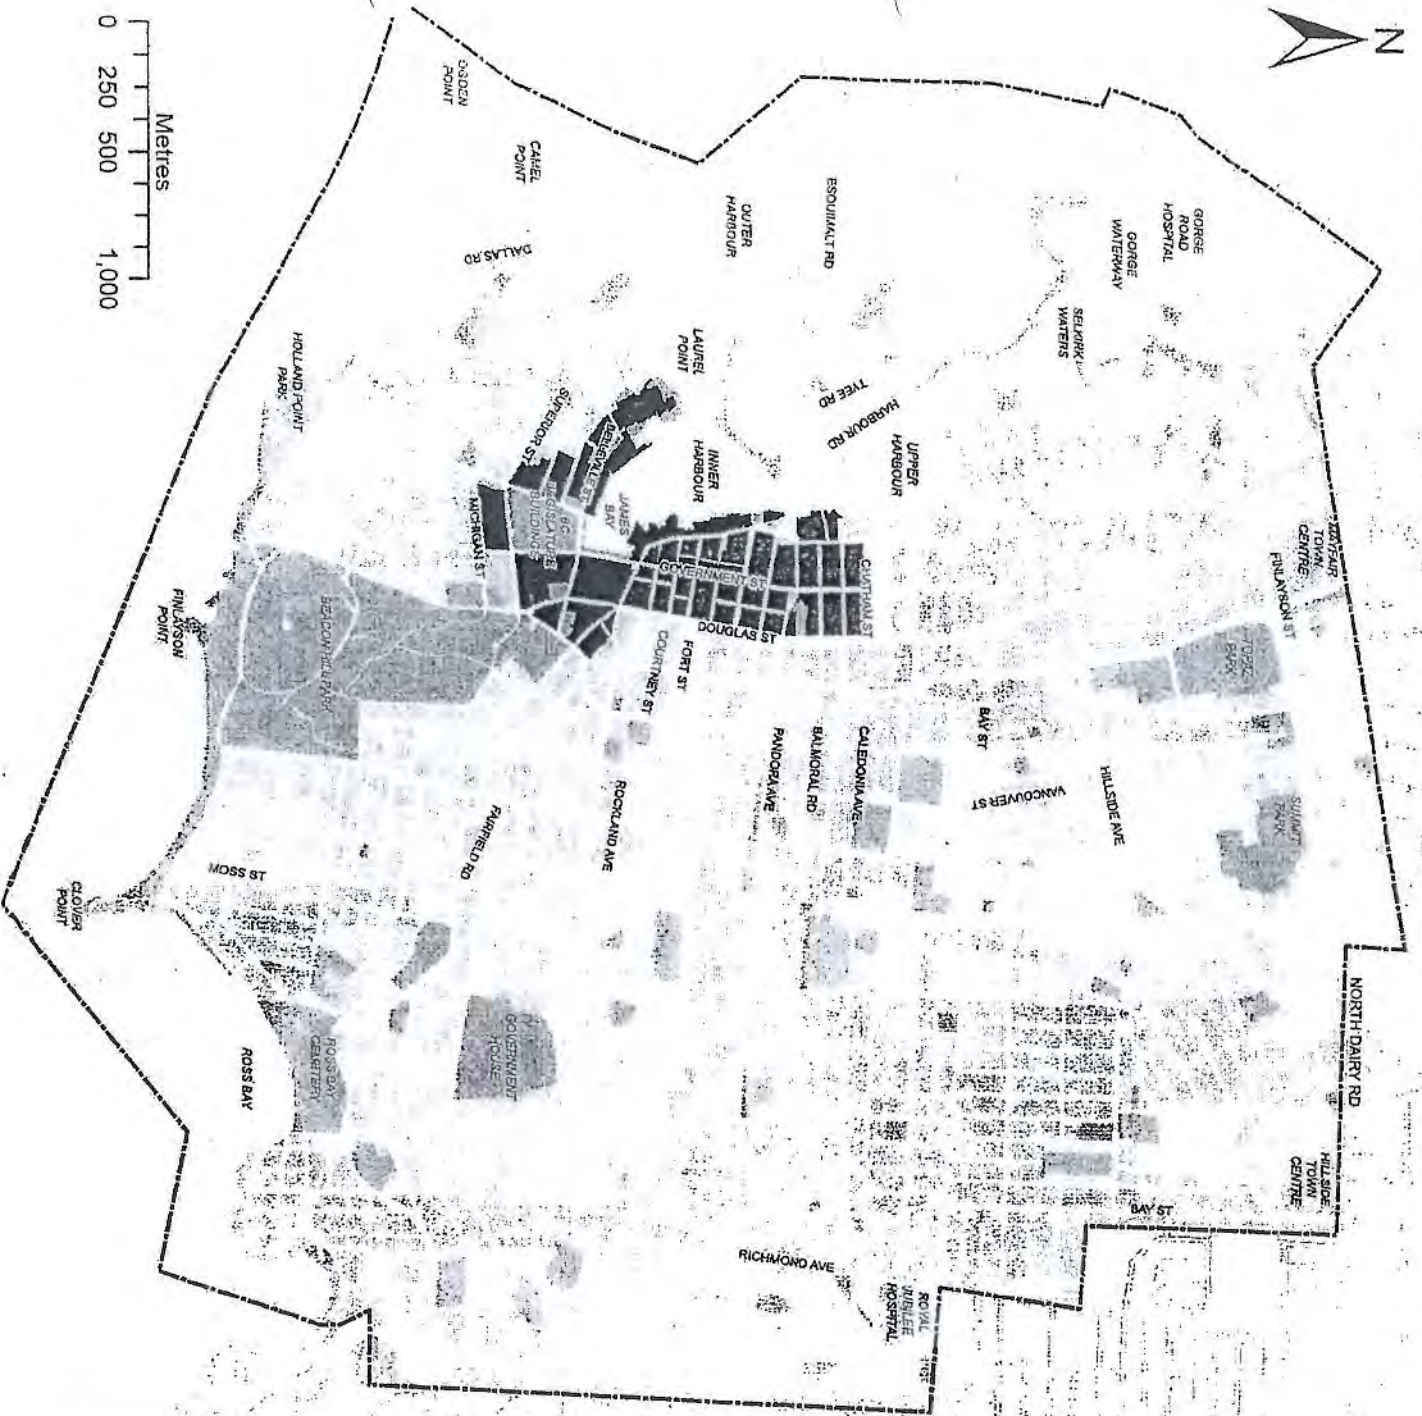 N
0
250
500
1,000
Metres
OGDEN
POINT
CAMEL
POINT
DALLAS RD
OUTER
HARBOUR
ESQUIMALT RD
GORGE
ROAD
HOSPITAL
GORGE
WATERWAY
SELKIRK
WATERS
LAUREL
POINT
TYEE RD
HARBOUR RD
UPPER
HARBOUR
INNER
HARBOUR
HOLLAND POINT
PARK
SUPERIOR ST
BELLEVILLE ST
JAMES
BAY
BC
LEGISLATURE
BUILDINGS
MICHIGAN ST
GOVERNMENT ST
CHATHAM ST
DOUGLAS ST
FORT ST
COURTNEY ST
MAYFAIR
TOWN
CENTRE
FINLAYSON ST
TOPAZ
PARK
SUMMIT
PARK
BEACON HILL PARK
FINLAYSON
POINT
BAY ST
HILLSIDE AVE
VANCOUVER ST
CALEDONIA AVE
BALMORAL RD
PANDORA AVE
ROCKLAND AVE
FAIRFIELD RD
MOSS ST
CLOVER
POINT
NORTH DAIRY RD
GOVERNMENT
HOUSE
ROSS BAY
CEMETERY
ROSS BAY
HILLSIDE
TOWN
CENTRE
BAY ST
RICHMOND AVE
ROYAL
JUBILEE
HOSPITAL